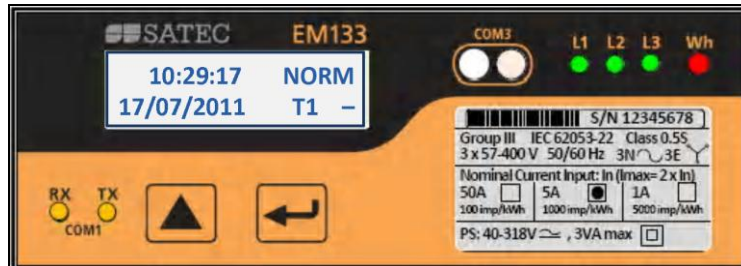 SATEC EM133
10:29:17 NORM
17/07/2011 T1 –
COM3
L1 L2 L3 Wh
S/N 12345678
Group III IEC 62053-22 Class 0.5S
3 x 57-400 V 50/60 Hz 3N 3E
Nominal Current Input: In (Imax= 2 x In)
50A 5A 1A
100 imp/kWh 1000 imp/kWh 5000 imp/kWh
PS: 40-318V , 3VA max
RX TX
COM1